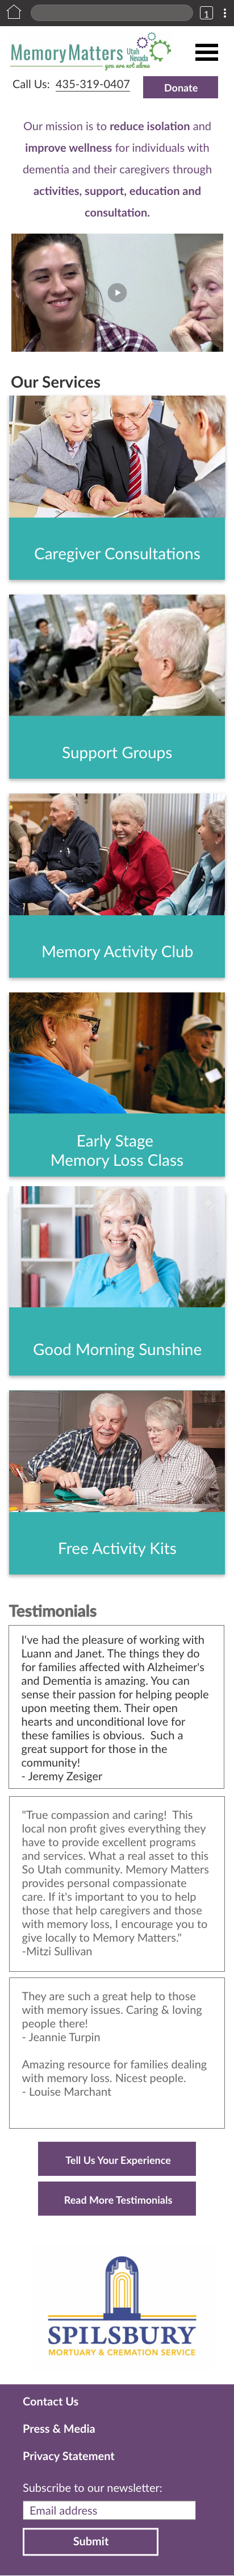 1
MemoryMatters Utah
Nevada
you are not alone
Call Us: 435-319-0407
Donate
Our mission is to reduce isolation and
improve wellness for individuals with
dementia and their caregivers through
activities, support, education and
consultation.
Our Services
Caregiver Consultations
Support Groups
Memory Activity Club
Early Stage
Memory Loss Class
Good Morning Sunshine
Free Activity Kits
Testimonials
I've had the pleasure of working with
Luann and Janet. The things they do
for families affected with Alzheimer's
and Dementia is amazing. You can
sense their passion for helping people
upon meeting them. Their open
hearts and unconditional love for
these families is obvious. Such a
great support for those in the
community!
- Jeremy Zesiger
"True compassion and caring! This
local non profit gives everything they
have to provide excellent programs
and services. What a real asset to this
So Utah community. Memory Matters
provides personal compassionate
care. If it's important to you to help
those that help caregivers and those
with memory loss, I encourage you to
give locally to Memory Matters."
-Mitzi Sullivan
They are such a great help to those
with memory issues. Caring & loving
people there!
- Jeannie Turpin
Amazing resource for families dealing
with memory loss. Nicest people.
- Louise Marchant
Tell Us Your Experience
Read More Testimonials
SPILSBURY
MORTUARY & CREMATION SERVICE
Contact Us
Press & Media
Privacy Statement
Subscribe to our newsletter:
Email address
Submit